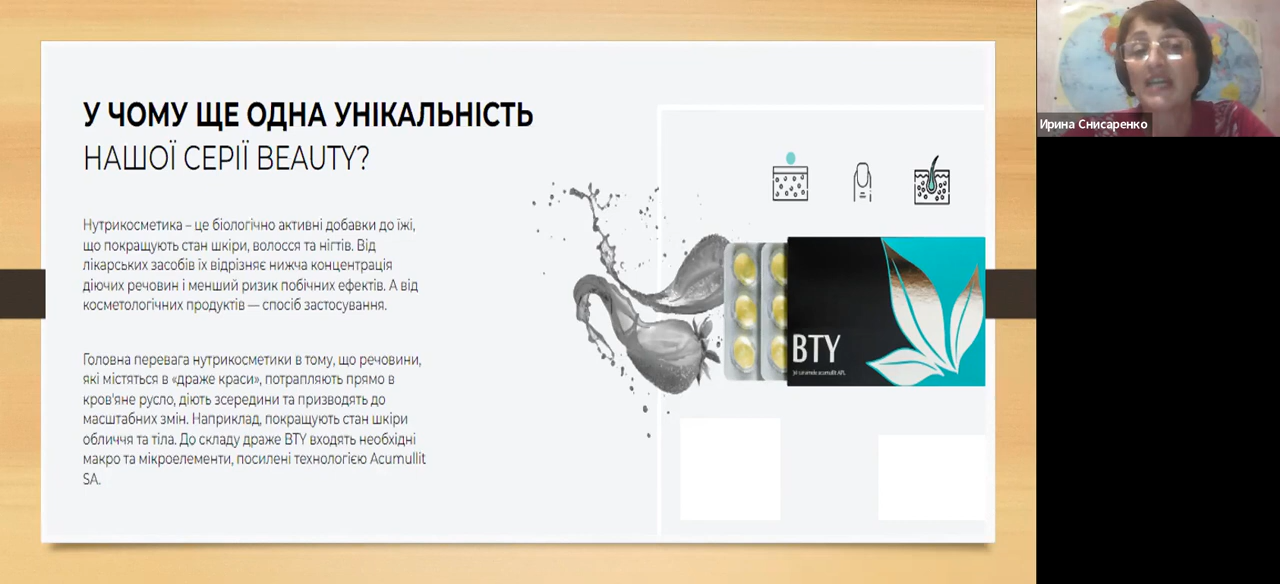 У ЧОМУ ЩЕ ОДНА УНІКАЛЬНІСТЬ
НАШОЇ СЕРІЇ BEAUTY?
Нутрикосметика – це біологічно активні добавки до їжі,
що покращують стан шкіри, волосся та нігтів. Від
лікарських засобів їх відрізняє нижча концентрація
діючих речовин і менший ризик побічних ефектів. А від
косметологічних продуктів — спосіб застосування.
Головна перевага нутрикосметики в тому, що речовини,
які містяться в «драже краси», потрапляють прямо в
кров'яне русло, діють зсередини та призводять до
масштабних змін. Наприклад, покращують стан шкіри
обличчя та тіла. До складу драже BTY входять необхідні
макро та мікроелементи, посилені технологією Acumullit
SA.
BTY
Ирина Снисаренко